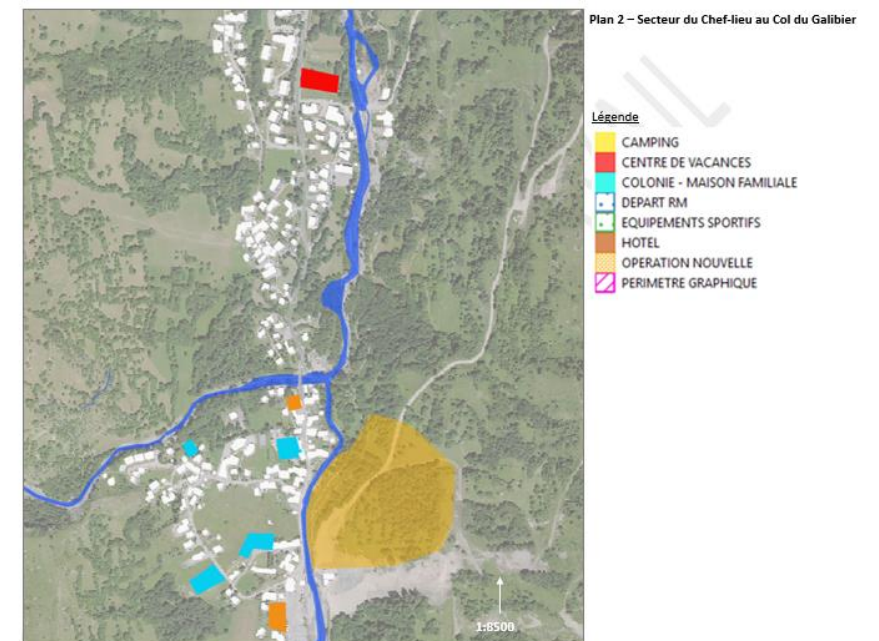 Plan 2 – Secteur du Chef-lieu au Col du Galibier
Légende
CAMPING
CENTRE DE VACANCES
COLONIE - MAISON FAMILIALE
DEPART RM
EQUIPEMENTS SPORTIFS
HOTEL
OPERATION NOUVELLE
PERIMETRE GRAPHIQUE
1:8500